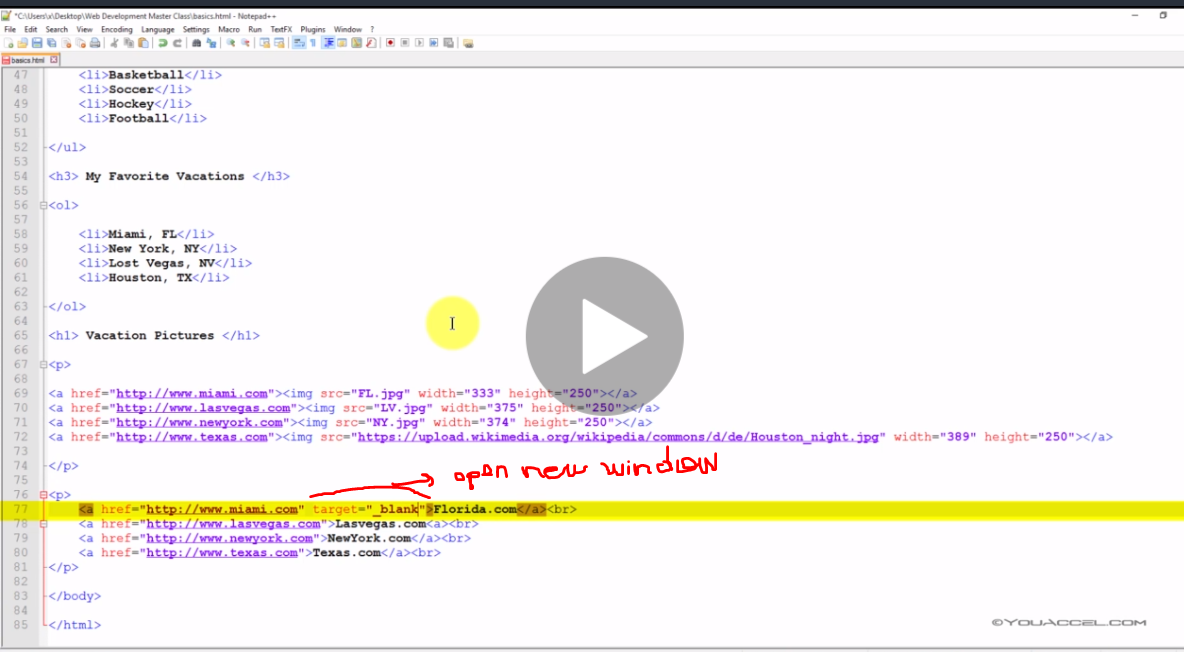 *C:\Users\x\Desktop\Web Development Master Class\basics.html - Notepad++
File Edit Search View Encoding Language Settings Macro Run TextFX Plugins Window ?
basics.html
47 <li>Basketball</li>
48 <li>Soccer</li>
49 <li>Hockey</li>
50 <li>Football</li>
51
52 </ul>
53
54 <h3> My Favorite Vacations </h3>
55
56 <ol>
57
58 <li>Miami, FL</li>
59 <li>New York, NY</li>
60 <li>Lost Vegas, NV</li>
61 <li>Houston, TX</li>
62
63 </ol>
64
65 <h1> Vacation Pictures </h1>
66
67 <p>
68
69 <a href="http://www.miami.com"><img src="FL.jpg" width="333" height="250"></a>
70 <a href="http://www.lasvegas.com"><img src="LV.jpg" width="375" height="250"></a>
71 <a href="http://www.newyork.com"><img src="NY.jpg" width="374" height="250"></a>
72 <a href="http://www.texas.com"><img src="https://upload.wikimedia.org/wikipedia/commons/d/de/Houston_night.jpg" width="389" height="250"></a>
73
74 </p>
open new window
75
76 <p>
77 <a href="http://www.miami.com" target="_blank">Florida.com</a><br>
78 <a href="http://www.lasvegas.com">Lasvegas.com<a><br>
79 <a href="http://www.newyork.com">NewYork.com</a><br>
80 <a href="http://www.texas.com">Texas.com</a><br>
81 </p>
82
83 </body>
84
85 </html>
©YOUACCEL.COM